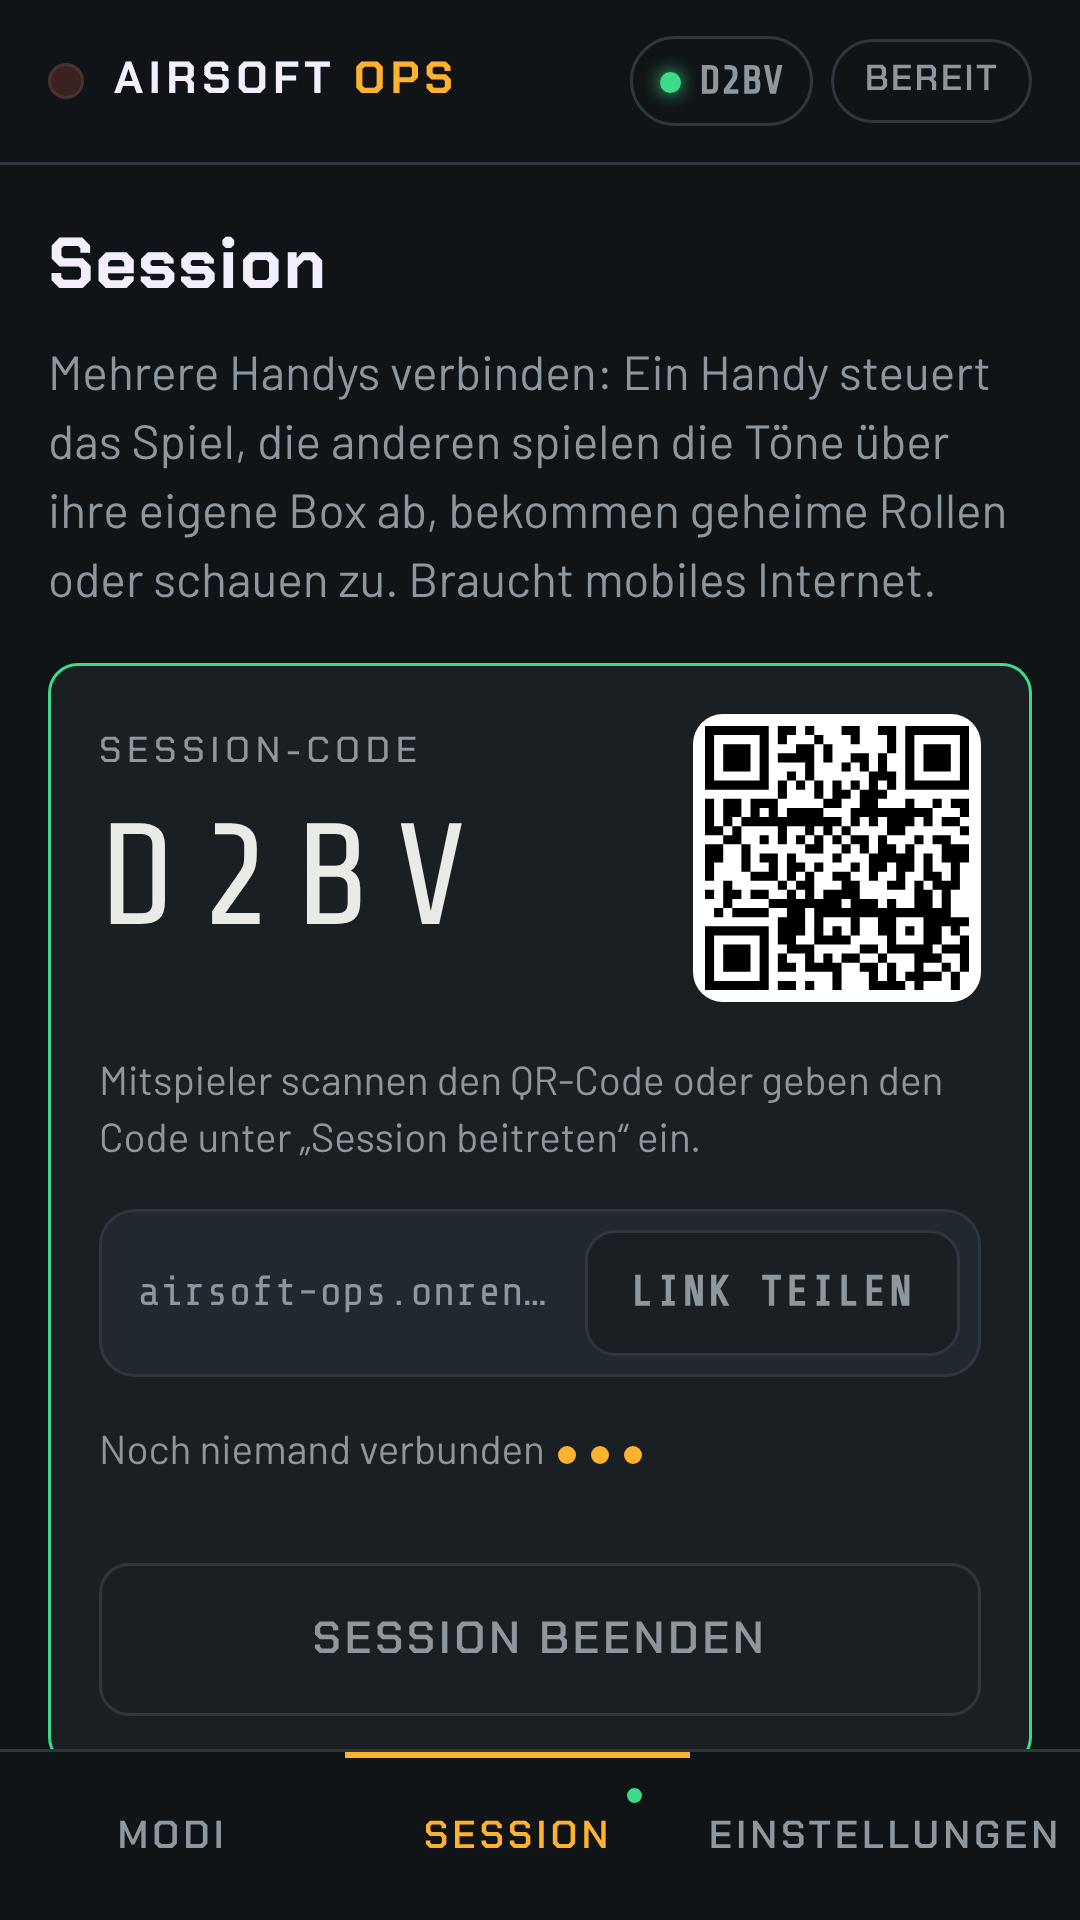 AIRSOFT OPS
D2BV
BEREIT
Session
Mehrere Handys verbinden: Ein Handy steuert
das Spiel, die anderen spielen die Töne über
ihre eigene Box ab, bekommen geheime Rollen
oder schauen zu. Braucht mobiles Internet.
SESSION-CODE
D2BV
Mitspieler scannen den QR-Code oder geben den
Code unter „Session beitreten“ ein.
airsoft-ops.onren…
LINK TEILEN
Noch niemand verbunden
SESSION BEENDEN
MODI
SESSION
EINSTELLUNGEN